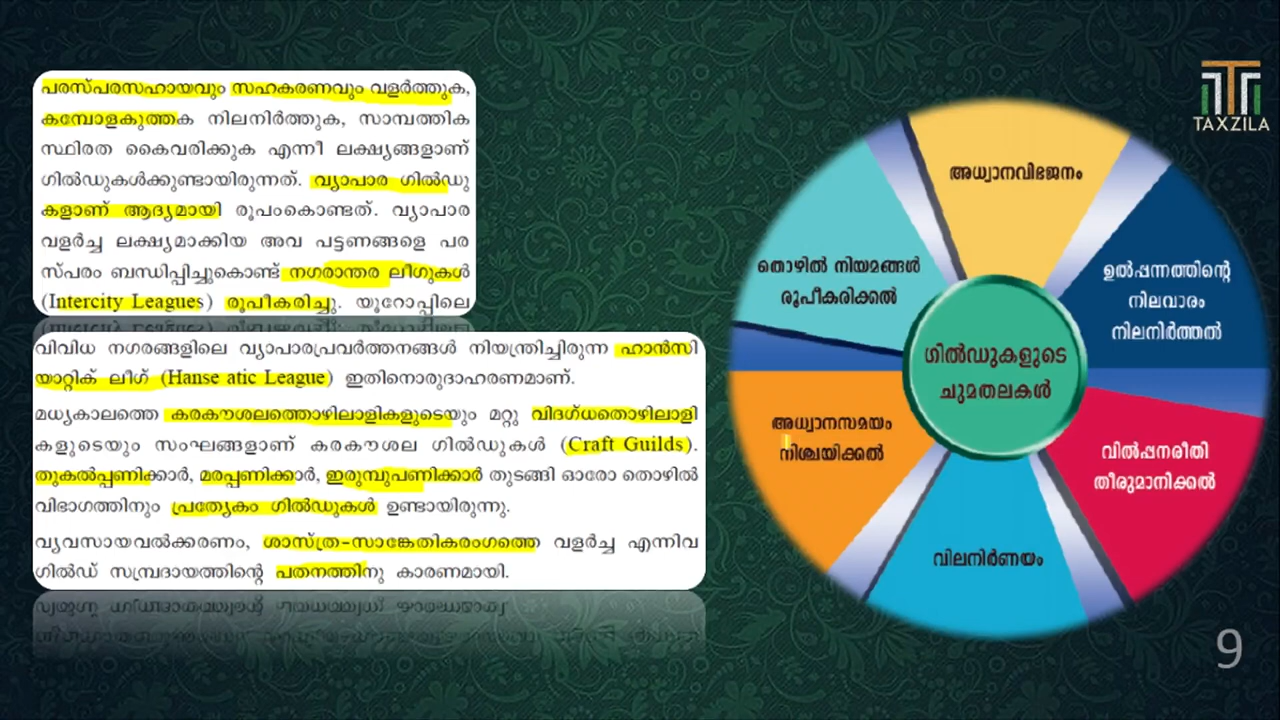 പരസ്പരസഹായവും സഹകരണവും വളർത്തുക,
കമ്പോളകുത്തക നിലനിർത്തുക, സാമ്പത്തിക
സ്ഥിരത കൈവരിക്കുക എന്നീ ലക്ഷ്യങ്ങളാണ്
ഗിൽഡുകൾക്കുണ്ടായിരുന്നത്. വ്യാപാര ഗിൽഡു
കളാണ് ആദ്യമായി രൂപംകൊണ്ടത്. വ്യാപാര
വളർച്ച ലക്ഷ്യമാക്കിയ അവ പട്ടണങ്ങളെ പര
സ്പരം ബന്ധിപ്പിച്ചുകൊണ്ട് നഗരാന്തര ലീഗുകൾ
(Intercity Leagues) രൂപീകരിച്ചു. യൂറോപ്പിലെ
വിവിധ നഗരങ്ങളിലെ വ്യാപാരപ്രവർത്തനങ്ങൾ നിയന്ത്രിച്ചിരുന്ന ഹാൻസി
യാറ്റിക് ലീഗ് (Hanse atic League) ഇതിനൊരുദാഹരണമാണ്.
മധ്യകാലത്തെ കരകൗശലത്തൊഴിലാളികളുടെയും മറ്റു വിദഗ്ധതൊഴിലാളി
കളുടെയും സംഘങ്ങളാണ് കരകൗശല ഗിൽഡുകൾ (Craft Guilds).
തുകൽപ്പണിക്കാർ, മരപ്പണിക്കാർ, ഇരുമ്പുപണിക്കാർ തുടങ്ങി ഓരോ തൊഴിൽ
വിഭാഗത്തിനും പ്രത്യേകം ഗിൽഡുകൾ ഉണ്ടായിരുന്നു.
വ്യവസായവൽക്കരണം, ശാസ്ത്ര-സാങ്കേതികരംഗത്തെ വളർച്ച എന്നിവ
ഗിൽഡ് സമ്പ്രദായത്തിന്റെ പതനത്തിനു കാരണമായി.
TAXZILA
അധ്വാനവിഭജനം
ഉൽപ്പന്നത്തിന്റെ
നിലവാരം
നിലനിർത്തൽ
വിൽപ്പനരീതി
തീരുമാനിക്കൽ
വിലനിർണയം
അധ്വാനസമയം
നിശ്ചയിക്കൽ
തൊഴിൽ നിയമങ്ങൾ
രൂപീകരിക്കൽ
ഗിൽഡുകളുടെ
ചുമതലകൾ
9